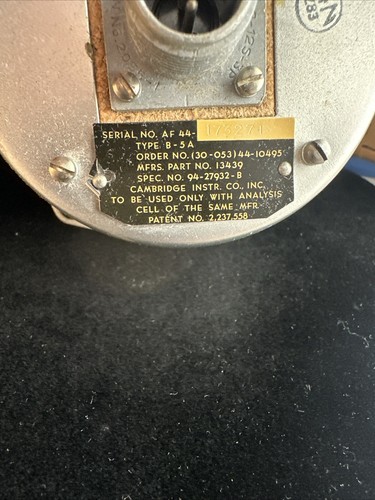 SERIAL NO. AF 44-
TYPE B-5A
ORDER NO. (30-053) 44-10495
MFRS. PART NO. 13439
SPEC. NO. 94-27932-B
CAMBRIDGE INSTR. CO. INC.
TO BE USED ONLY WITH ANALYSIS
CELL OF THE SAME MFR.
PATENT NO. 2,237,558